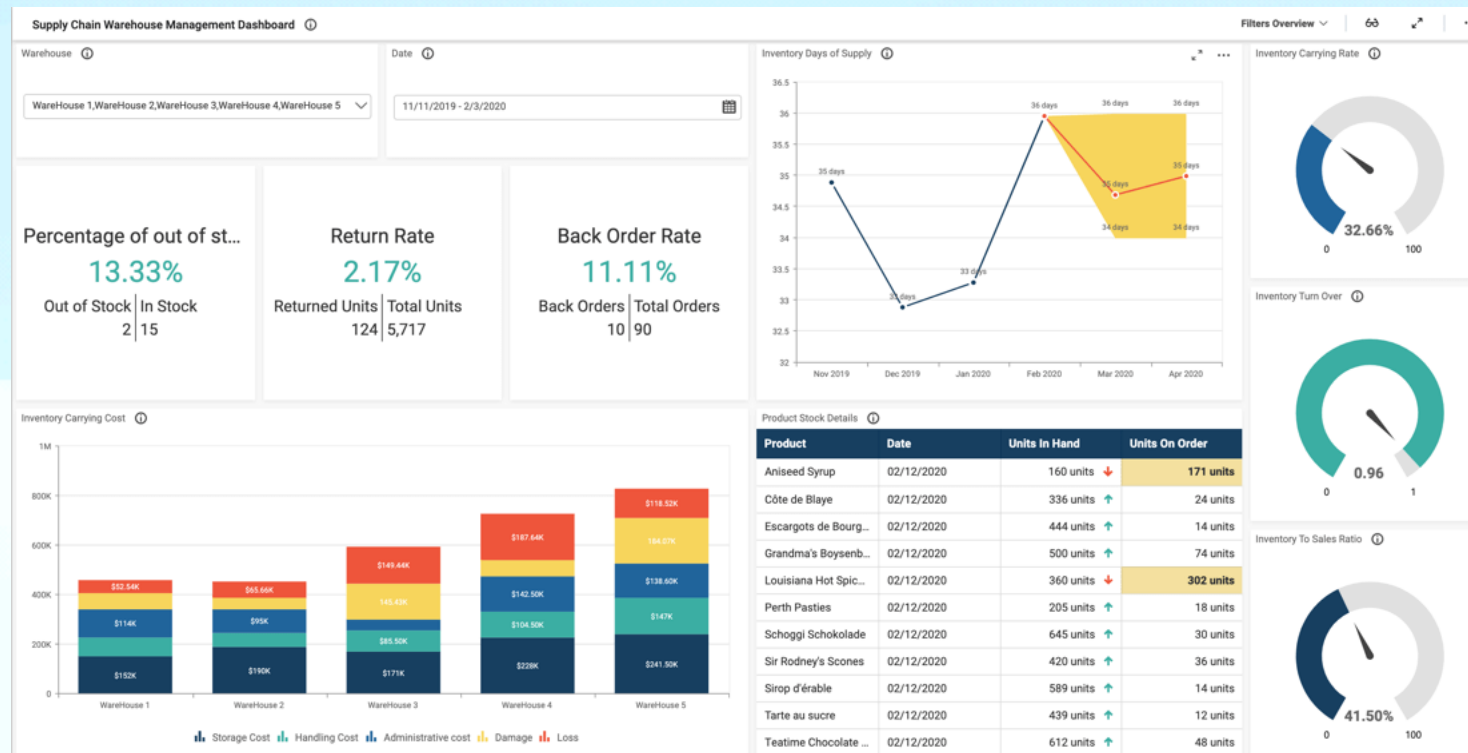 Supply Chain Warehouse Management Dashboard
Filters Overview
Warehouse
WareHouse 1,WareHouse 2,WareHouse 3,WareHouse 4,WareHouse 5
Date
11/11/2019 - 2/3/2020
Percentage of out of st...
13.33%
Out of Stock In Stock
2 15
Return Rate
2.17%
Returned Units Total Units
124 5,717
Back Order Rate
11.11%
Back Orders Total Orders
10 90
Inventory Days of Supply
36.5
36
35.5
35
34.5
34
33.5
33
32.5
32
35 days
33 days
36 days
36 days
36 days
35 days
35 days
34 days
34 days
Nov 2019 Dec 2019 Jan 2020 Feb 2020 Mar 2020 Apr 2020
Inventory Carrying Rate
32.66%
0 100
Inventory Turn Over
0.96
0 1
Inventory To Sales Ratio
41.50%
0 100
Inventory Carrying Cost
1M
800K
600K
400K
200K
0
$52.54K
$114K
$152K
$65.66K
$95K
$190K
$149.44K
145.43K
$85.50K
$171K
$187.64K
$142.50K
$104.50K
$228K
$118.52K
$138.60K
$147K
$241.50K
WareHouse 1 WareHouse 2 WareHouse 3 WareHouse 4 WareHouse 5
Storage Cost Handling Cost Administrative cost Damage Loss
Product Stock Details
Product Date Units In Hand Units On Order
Aniseed Syrup 02/12/2020 160 units 171 units
Côte de Blaye 02/12/2020 336 units 24 units
Escargots de Bourg... 02/12/2020 444 units 14 units
Grandma's Boysenb... 02/12/2020 500 units 74 units
Louisiana Hot Spic... 02/12/2020 360 units 302 units
Perth Pasties 02/12/2020 205 units 18 units
Schoggi Schokolade 02/12/2020 645 units 30 units
Sir Rodney's Scones 02/12/2020 420 units 36 units
Sirop d'érable 02/12/2020 589 units 14 units
Tarte au sucre 02/12/2020 439 units 12 units
Teatime Chocolate ... 02/12/2020 612 units 48 units